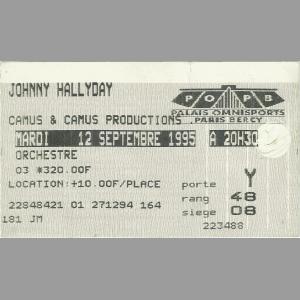 JOHNNY HALLYDAY
POPB
PALAIS OMNISPORTS
PARIS BERCY
CAMUS & CAMUS PRODUCTIONS
MARDI 12 SEPTEMBRE 1995 A 20H30
ORCHESTRE
03 *320.00F
LOCATION:+10.00F/PLACE
porte Y
rang 48
siege 08
22848421 01 271294 164
181 JM
223488